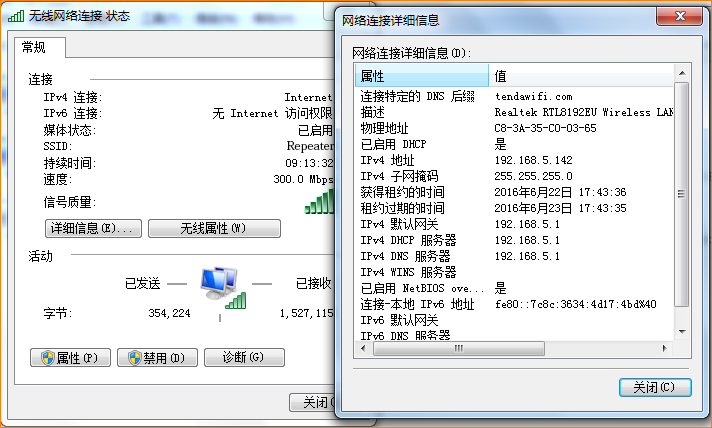 无线网络连接 状态
常规
连接
IPv4 连接: Internet
IPv6 连接: 无 Internet 访问权限
媒体状态: 已启用
SSID: Repeater
持续时间: 09:13:32
速度: 300.0 Mbps
信号质量:
详细信息(E)... 无线属性(W)
活动
已发送 已接收
字节: 354,224 1,527,115
属性(P) 禁用(D) 诊断(G)
关闭(C)
网络连接详细信息
网络连接详细信息(D):
属性 值
连接特定的 DNS 后缀 tendawifi.com
描述 Realtek RTL8192EU Wireless LAN
物理地址 C8-3A-35-C0-03-65
已启用 DHCP 是
IPv4 地址 192.168.5.142
IPv4 子网掩码 255.255.255.0
获得租约的时间 2016年6月22日 17:43:36
租约过期的时间 2016年6月23日 17:43:35
IPv4 默认网关 192.168.5.1
IPv4 DHCP 服务器 192.168.5.1
IPv4 DNS 服务器 192.168.5.1
IPv4 WINS 服务器
已启用 NetBIOS ove... 是
连接-本地 IPv6 地址 fe80::7c8c:3634:4d17:4bd%40
IPv6 默认网关
IPv6 DNS 服务器
关闭(C)